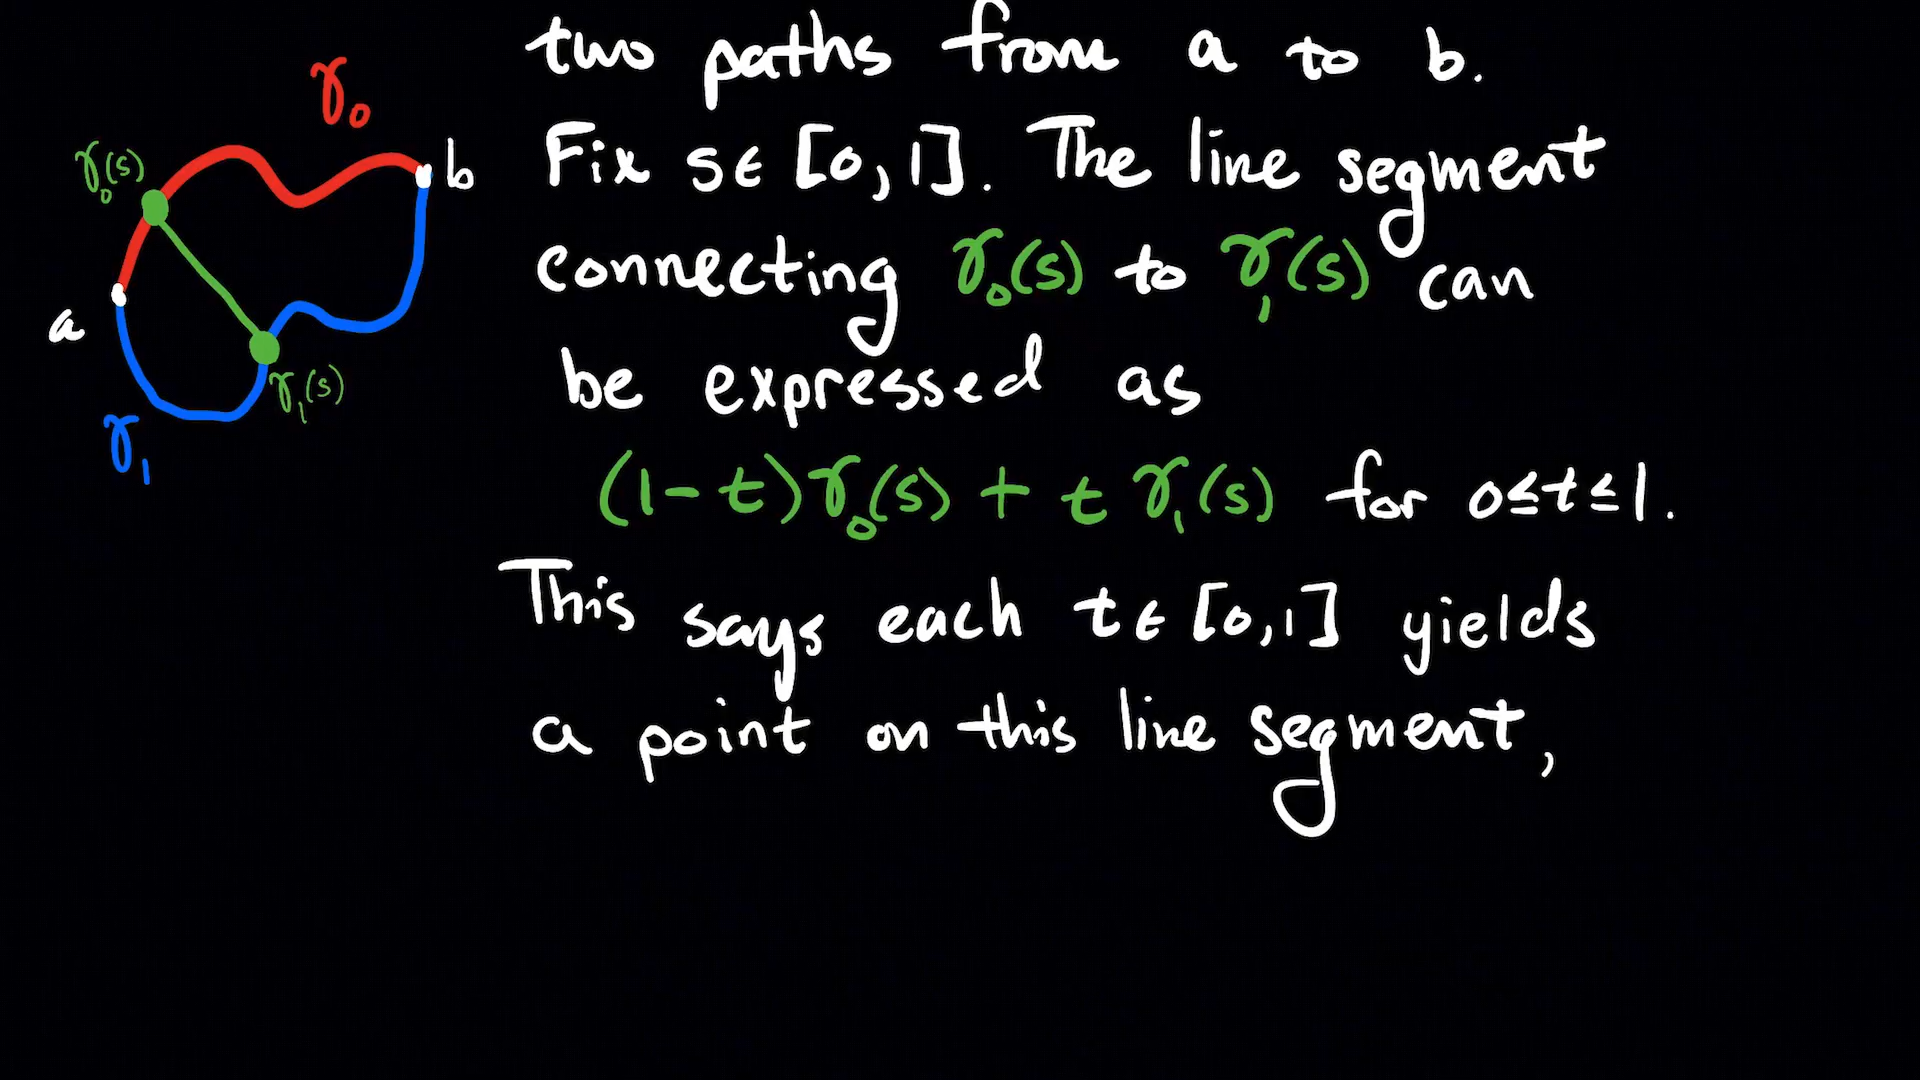 two paths from a to b.
Fix s ∈ [0,1]. The line segment
connecting γ₀(s) to γ₁(s) can
be expressed as
(1-t)γ₀(s) + t γ₁(s) for 0≤t≤1.
This says each t ∈ [0,1] yields
a point on this line segment,
γ₀
γ₀(s)
b
a
γ₁(s)
γ₁